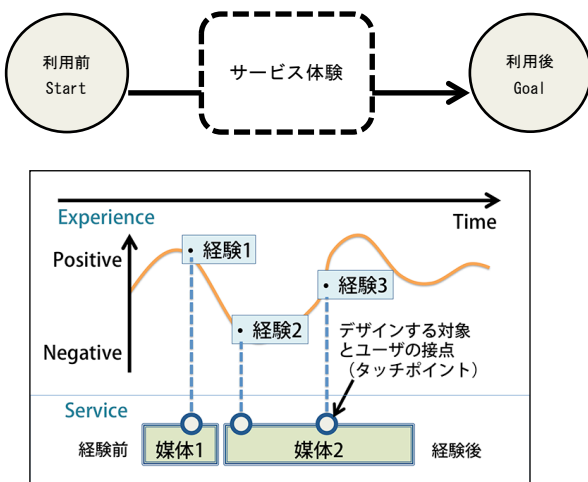 利用前
Start
サービス体験
利用後
Goal
Experience
Time
Positive
・経験1
・経験3
・経験2
デザインする対象
とユーザの接点
（タッチポイント）
Negative
Service
経験前
媒体1
媒体2
経験後